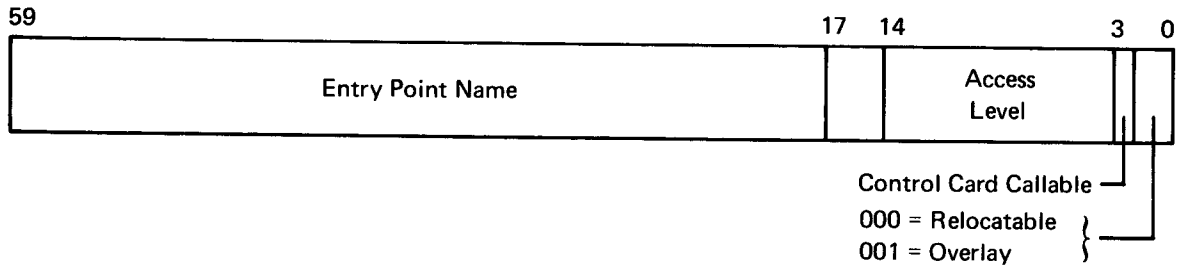 59 17 14 3 0
Entry Point Name
Access
Level
Control Card Callable
000 = Relocatable
001 = Overlay